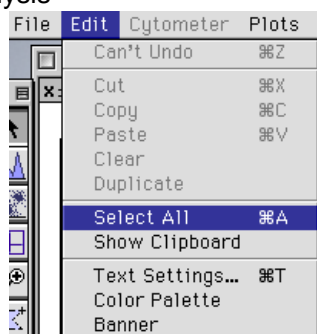 ysis
File Edit Cytometer Plots
Can't Undo ⌘Z
X:
Cut ⌘X
Copy ⌘C
Paste ⌘V
Clear
Duplicate
Select All ⌘A
Show Clipboard
Text Settings... ⌘T
Color Palette
Banner